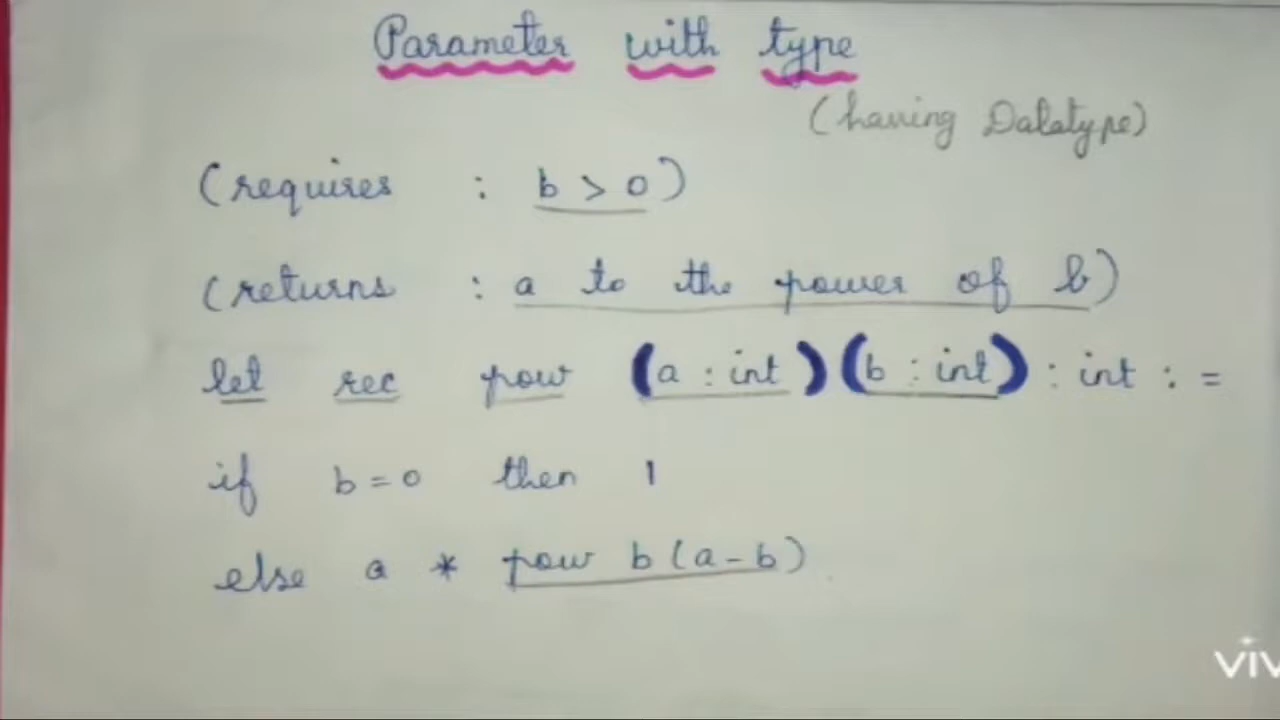 Parameter with type
(having Datatype)
(requires : b > 0)
(returns : a to the power of b)
let rec pow (a : int) (b : int) : int : =
if b = 0 then 1
else a * pow b (a - b)
VIV